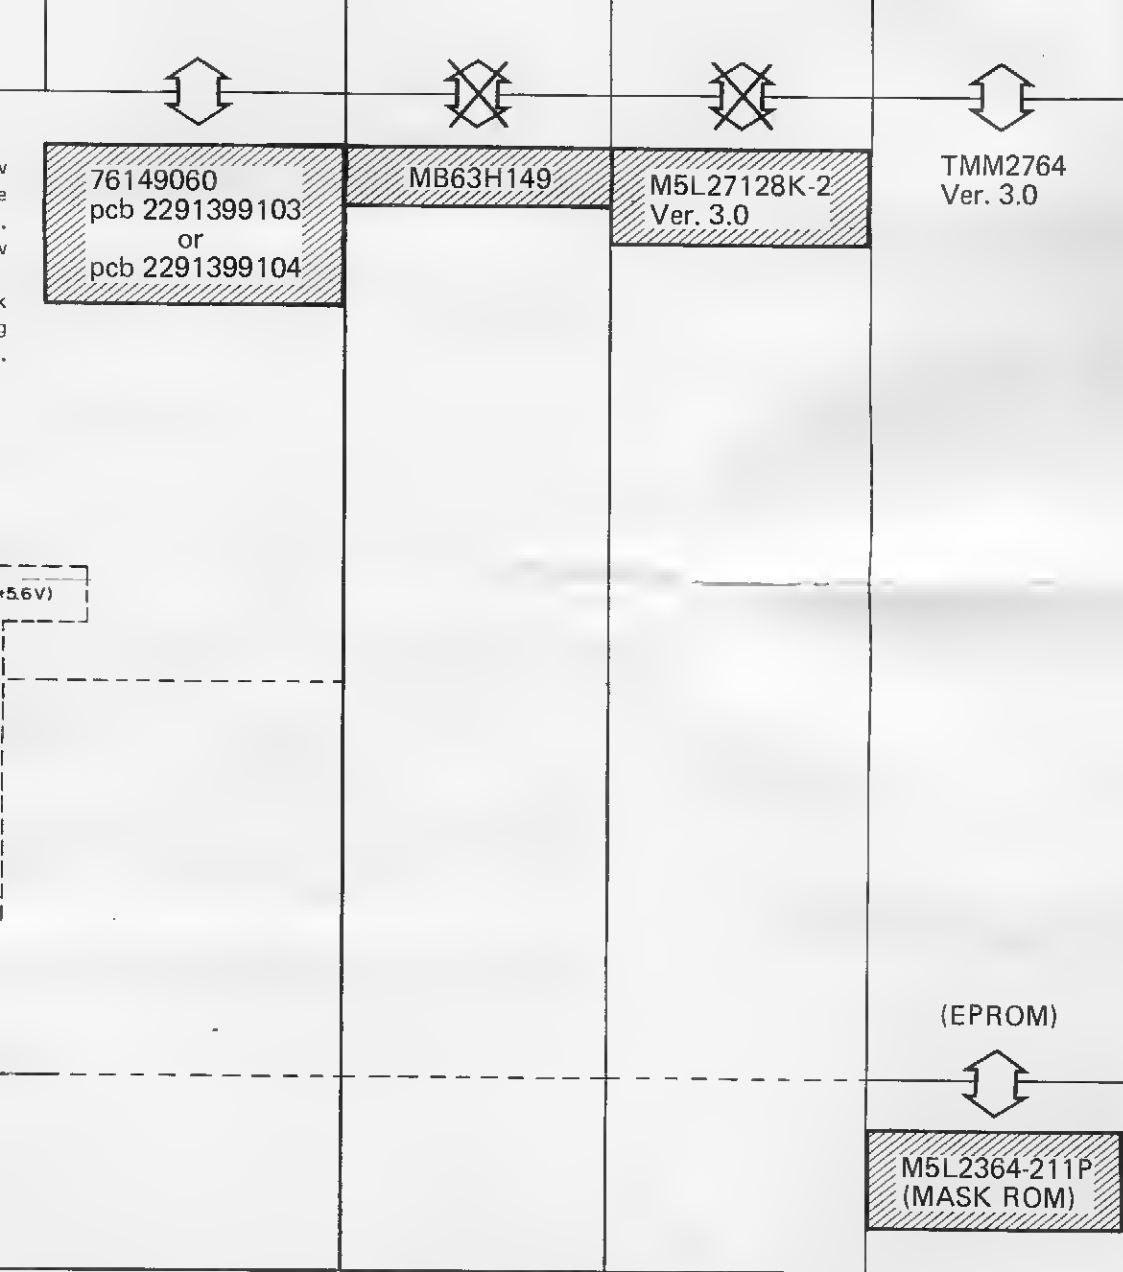 76149060
pcb 2291399103
or
pcb 2291399104
MB63H149
M5L27128K-2
Ver. 3.0
TMM2764
Ver. 3.0
5.6V)
(EPROM)
M5L2364-211P
(MASK ROM)